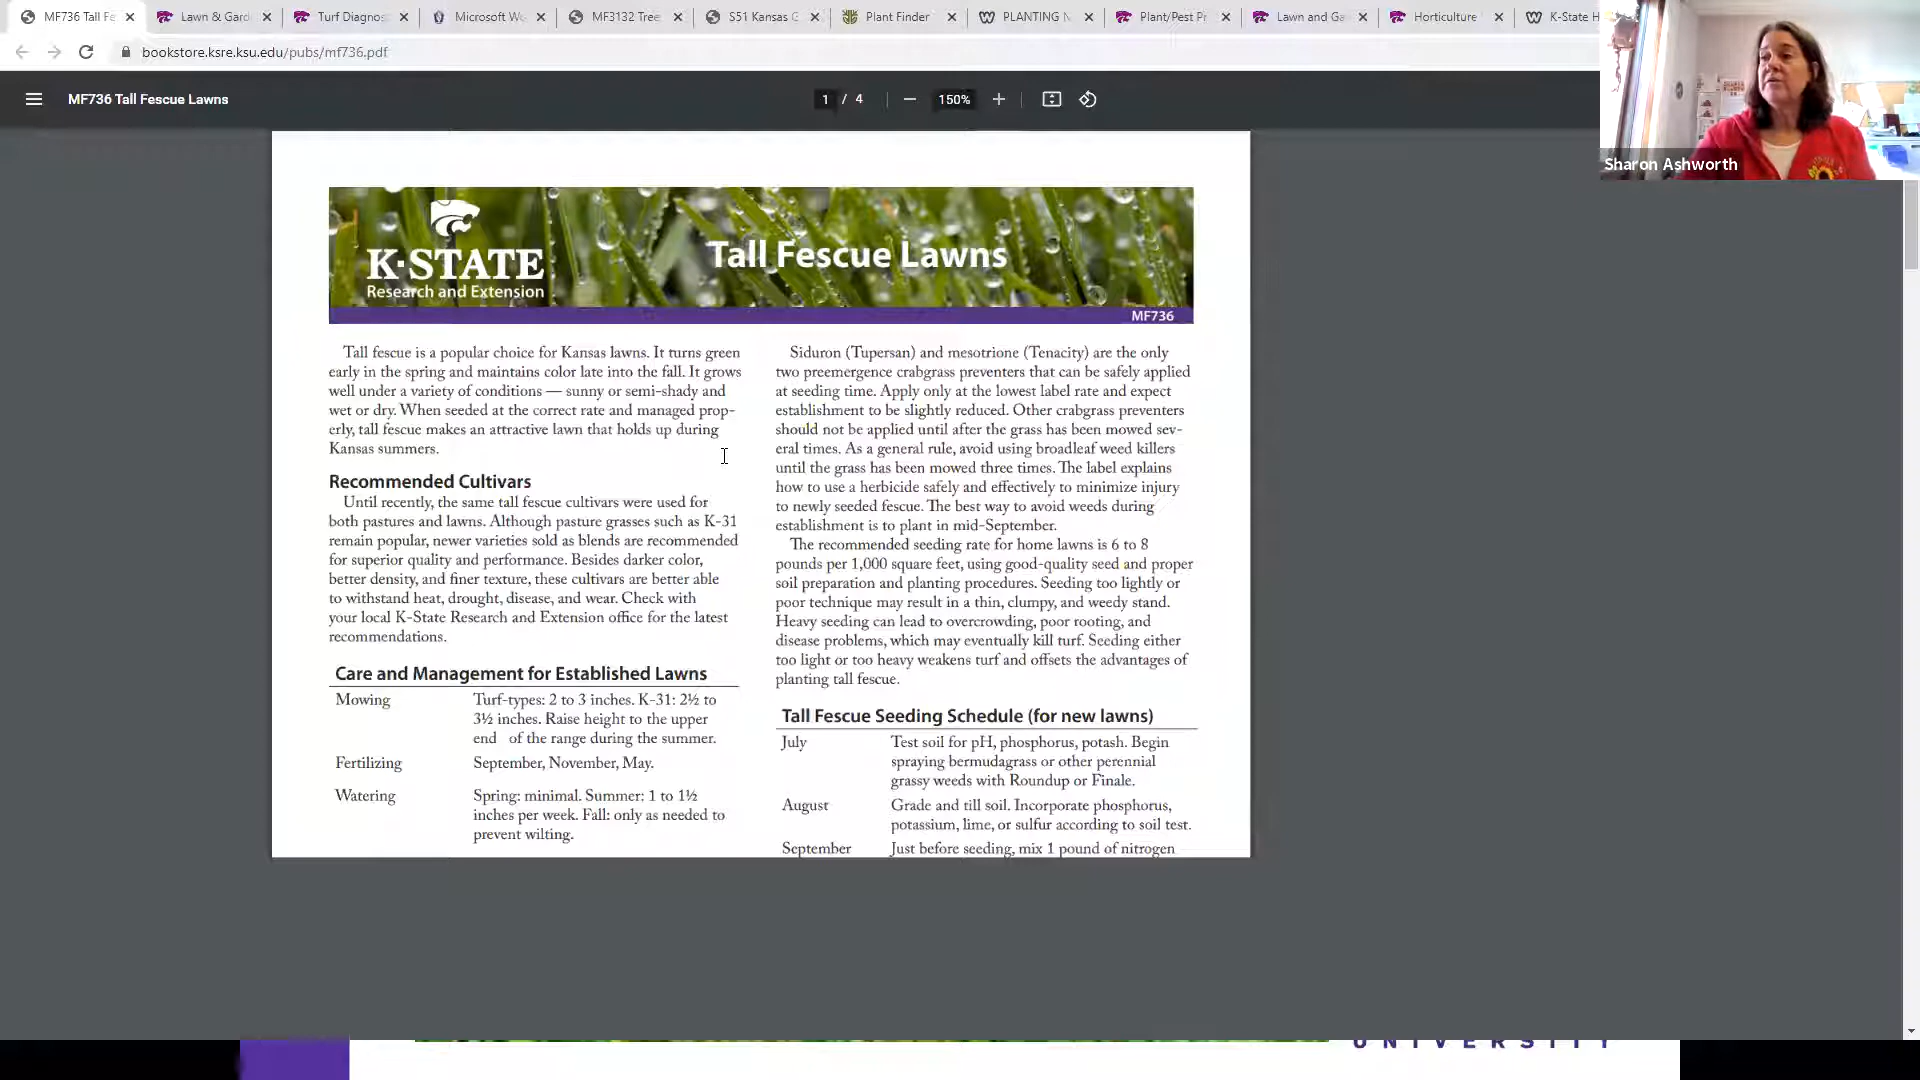 MF736 Tall Fe
Lawn & Gard
Turf Diagnos
Microsoft Wo
MF3132 Tree
S51 Kansas G
Plant Finder
PLANTING N
Plant/Pest Pr
Lawn and Ga
Horticulture
K-State H
bookstore.ksre.ksu.edu/pubs/mf736.pdf
MF736 Tall Fescue Lawns
1 / 4
150%
Sharon Ashworth
K·STATE
Research and Extension
Tall Fescue Lawns
MF736
Tall fescue is a popular choice for Kansas lawns. It turns green
early in the spring and maintains color late into the fall. It grows
well under a variety of conditions — sunny or semi-shady and
wet or dry. When seeded at the correct rate and managed prop-
erly, tall fescue makes an attractive lawn that holds up during
Kansas summers.
Recommended Cultivars
Until recently, the same tall fescue cultivars were used for
both pastures and lawns. Although pasture grasses such as K-31
remain popular, newer varieties sold as blends are recommended
for superior quality and performance. Besides darker color,
better density, and finer texture, these cultivars are better able
to withstand heat, drought, disease, and wear. Check with
your local K-State Research and Extension office for the latest
recommendations.
Care and Management for Established Lawns
Mowing Turf-types: 2 to 3 inches. K-31: 2½ to
3½ inches. Raise height to the upper
end of the range during the summer.
Fertilizing September, November, May.
Watering Spring: minimal. Summer: 1 to 1½
inches per week. Fall: only as needed to
prevent wilting.
Siduron (Tupersan) and mesotrione (Tenacity) are the only
two preemergence crabgrass preventers that can be safely applied
at seeding time. Apply only at the lowest label rate and expect
establishment to be slightly reduced. Other crabgrass preventers
should not be applied until after the grass has been mowed sev-
eral times. As a general rule, avoid using broadleaf weed killers
until the grass has been mowed three times. The label explains
how to use a herbicide safely and effectively to minimize injury
to newly seeded fescue. The best way to avoid weeds during
establishment is to plant in mid-September.
The recommended seeding rate for home lawns is 6 to 8
pounds per 1,000 square feet, using good-quality seed and proper
soil preparation and planting procedures. Seeding too lightly or
poor technique may result in a thin, clumpy, and weedy stand.
Heavy seeding can lead to overcrowding, poor rooting, and
disease problems, which may eventually kill turf. Seeding either
too light or too heavy weakens turf and offsets the advantages of
planting tall fescue.
Tall Fescue Seeding Schedule (for new lawns)
July Test soil for pH, phosphorus, potash. Begin
spraying bermudagrass or other perennial
grassy weeds with Roundup or Finale.
August Grade and till soil. Incorporate phosphorus,
potassium, lime, or sulfur according to soil test.
September Just before seeding, mix 1 pound of nitrogen
UNIVERSITY